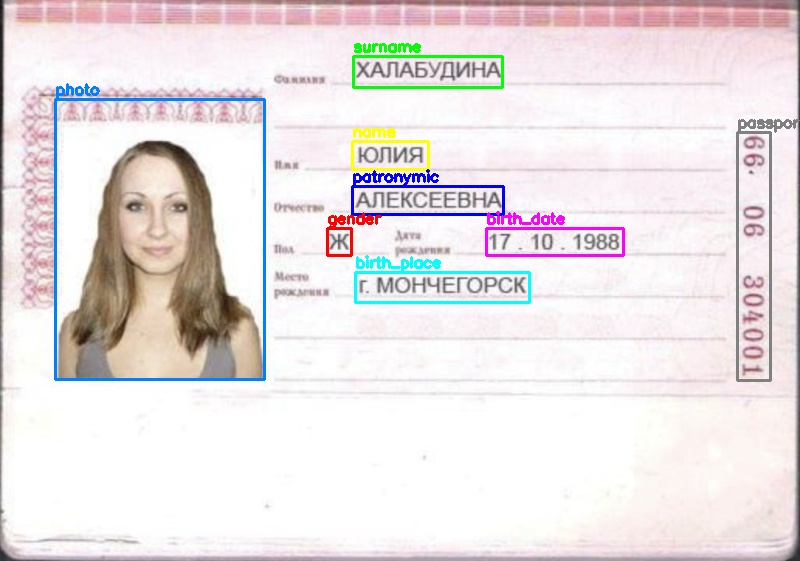 surname
Фамилия ХАЛАБУДИНА
photo
name
Имя ЮЛИЯ
patronymic
Отчество АЛЕКСЕЕВНА
gender birth_date
Пол Ж Дата рождения 17 . 10 . 1988
birth_place
Место рождения г. МОНЧЕГОРСК
passpor
66· 06 304001